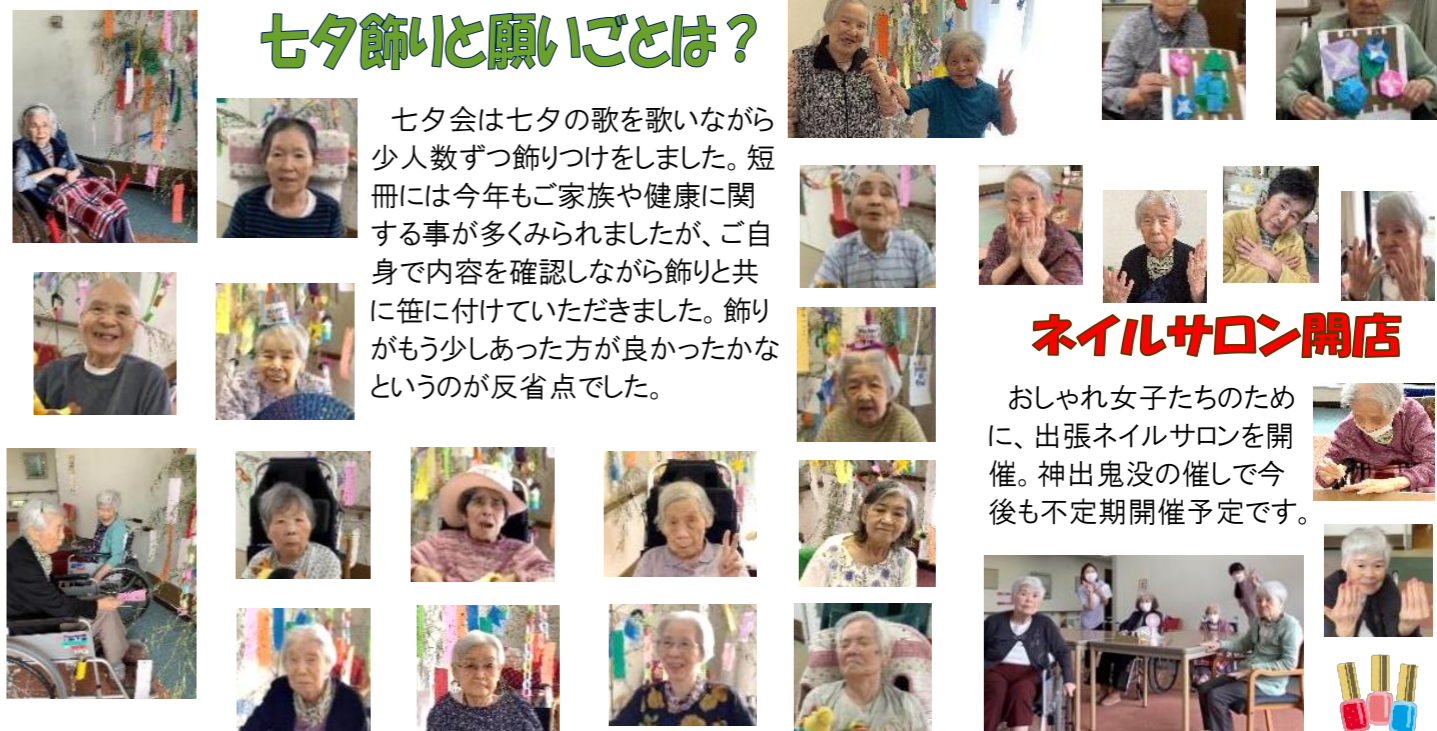 七夕飾りと願いごとは？
七夕会は七夕の歌を歌いながら
少人数ずつ飾りつけをしました。短
冊には今年もご家族や健康に関
する事が多くみられましたが、ご自
身で内容を確認しながら飾りと共
に笹に付けていただきました。飾り
がもう少しあった方が良かったかな
というのが反省点でした。
ネイルサロン開店
おしゃれ女子たちのため
に、出張ネイルサロンを開
催。神出鬼没の催しで今
後も不定期開催予定です。